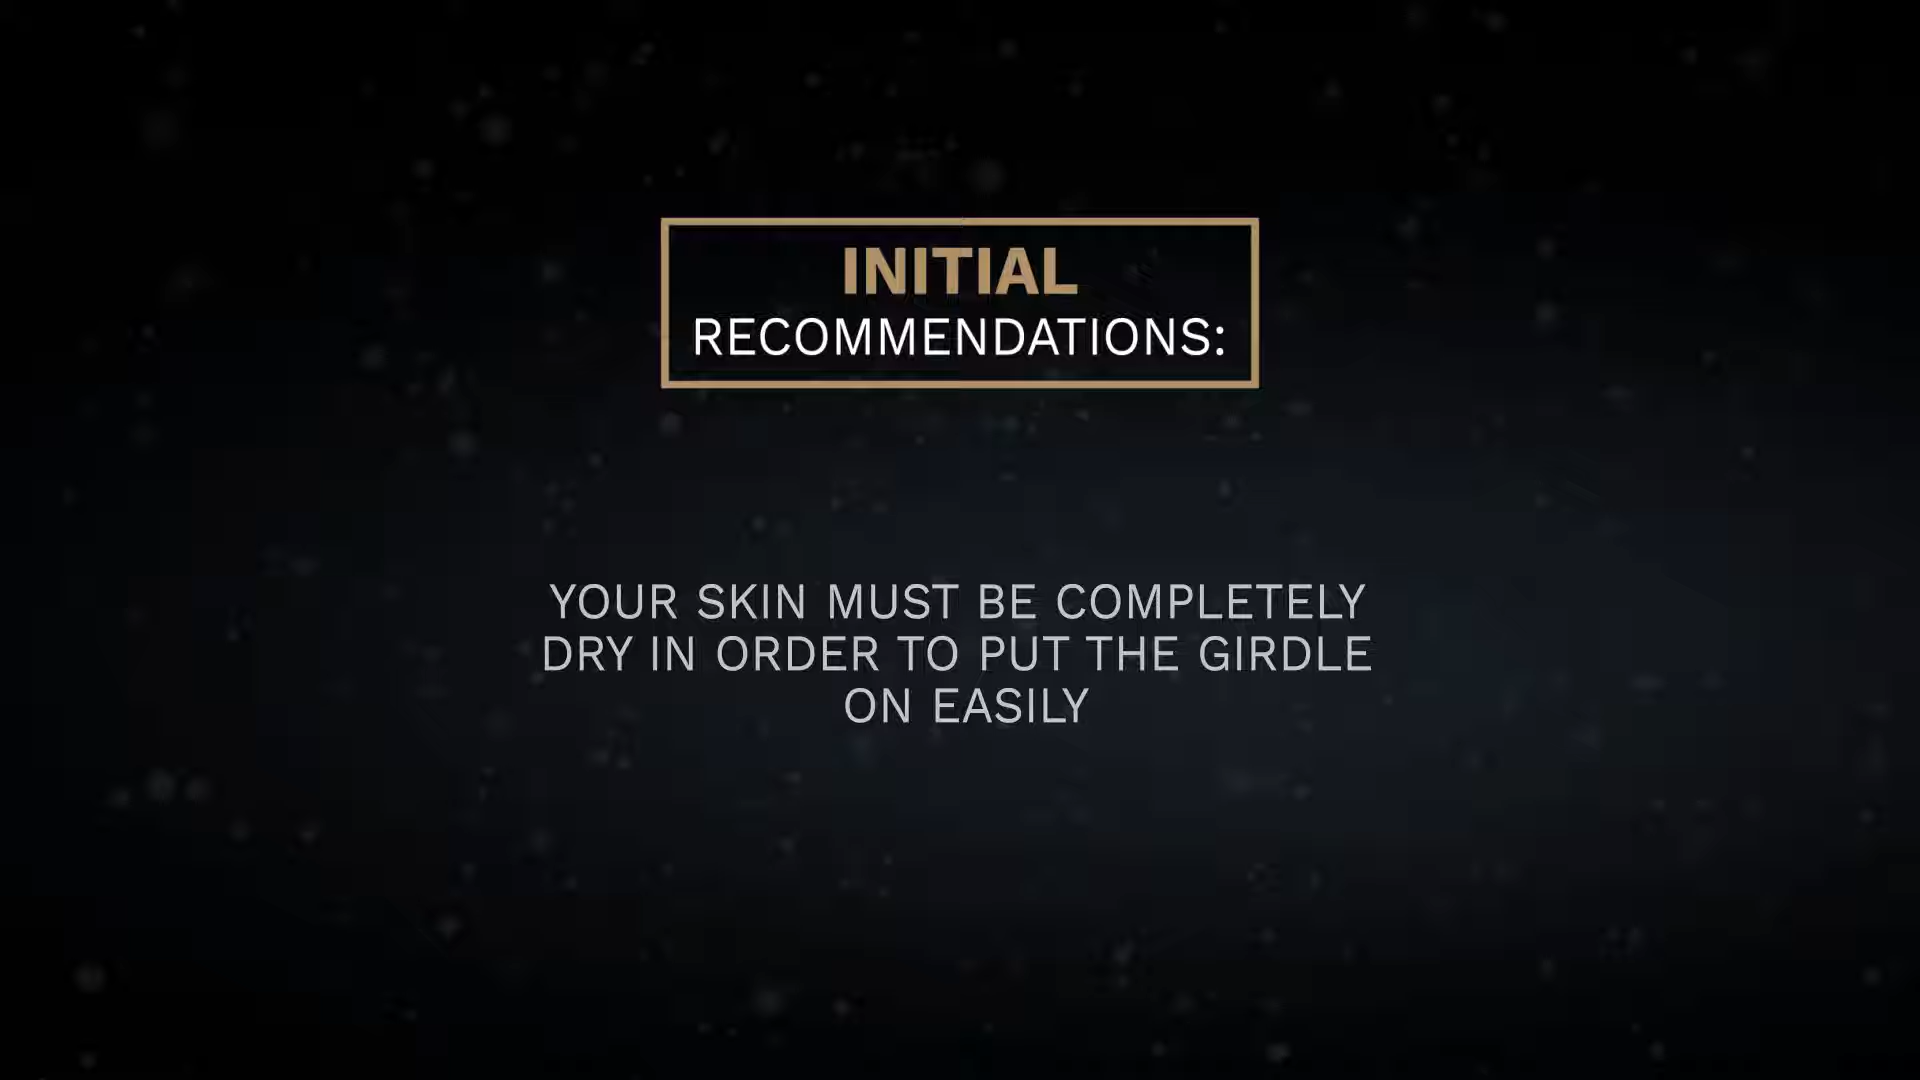 INITIAL
RECOMMENDATIONS:
YOUR SKIN MUST BE COMPLETELY
DRY IN ORDER TO PUT THE GIRDLE
ON EASILY